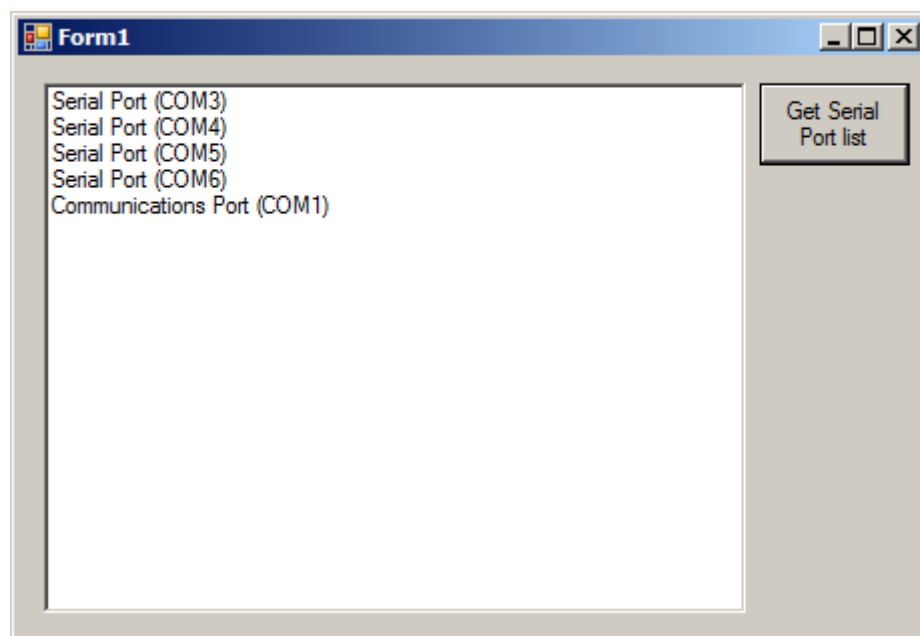 Form1
Serial Port (COM3)
Serial Port (COM4)
Serial Port (COM5)
Serial Port (COM6)
Communications Port (COM1)
Get Serial
Port list